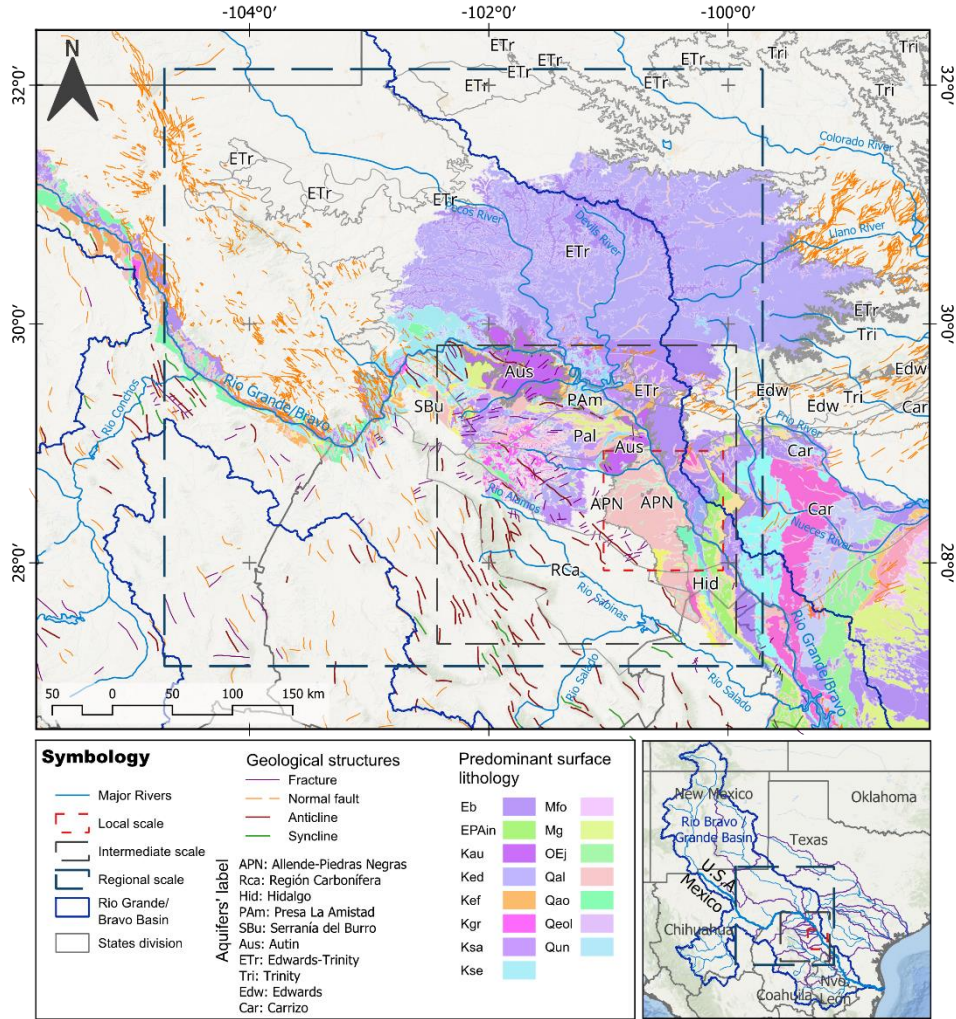 -104°0' -102°0' -100°0'
N
32°0' 32°0'
ETr ETr ETr ETr Tri Tri
ETr ETr Tri
Colorado River
ETr ETr
ETr Pecos River Devils River ETr
Llano River
30°0' 30°0'
ETr
Tri
Rio Conchos
Rio Grande/Bravo
SBu Aus PAm ETr Edw Edw Tri Edw Car
Pal Aus Frio River Car
Rio Alamos APN APN Car
Nueces River
28°0' 28°0'
RCa Rio Sabinas Hid
Rio Salado Rio Salado Rio Grande/Bravo
50 0 50 100 150 km
Symbology
Major Rivers
Local scale
Intermediate scale
Regional scale
Rio Grande/
Bravo Basin
States division
Geological structures
Fracture
Normal fault
Anticline
Syncline
Aquifers' label
APN: Allende-Piedras Negras
Rca: Región Carbonífera
Hid: Hidalgo
PAm: Presa La Amistad
SBu: Serranía del Burro
Aus: Autin
ETr: Edwards-Trinity
Tri: Trinity
Edw: Edwards
Car: Carrizo
Predominant surface
lithology
Eb Mfo
EPAin Mg
Kau OEj
Ked Qal
Kef Qao
Kgr Qeol
Ksa Qun
Kse
New Mexico Oklahoma
Rio Bravo /
Grande Basin
Texas
U.S.A
Mexico
Chihuahua
Coahuila
Nvo.
León